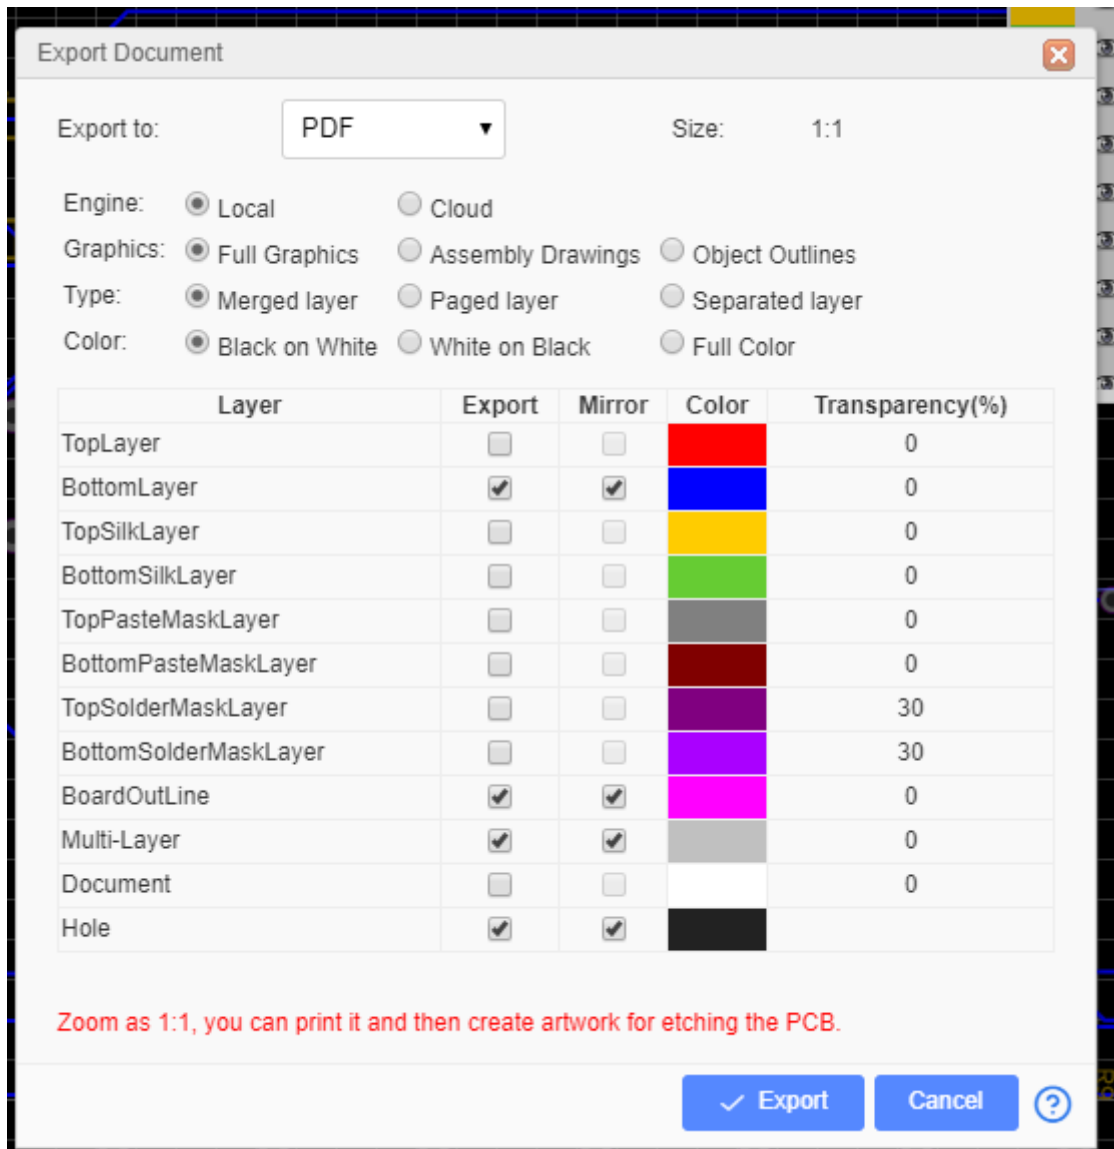 Export Document
Export to: PDF Size: 1:1
Engine: Local Cloud
Graphics: Full Graphics Assembly Drawings Object Outlines
Type: Merged layer Paged layer Separated layer
Color: Black on White White on Black Full Color
Layer Export Mirror Color Transparency(%)
TopLayer 0
BottomLayer 0
TopSilkLayer 0
BottomSilkLayer 0
TopPasteMaskLayer 0
BottomPasteMaskLayer 0
TopSolderMaskLayer 30
BottomSolderMaskLayer 30
BoardOutLine 0
Multi-Layer 0
Document 0
Hole
Zoom as 1:1, you can print it and then create artwork for etching the PCB.
Export Cancel ?